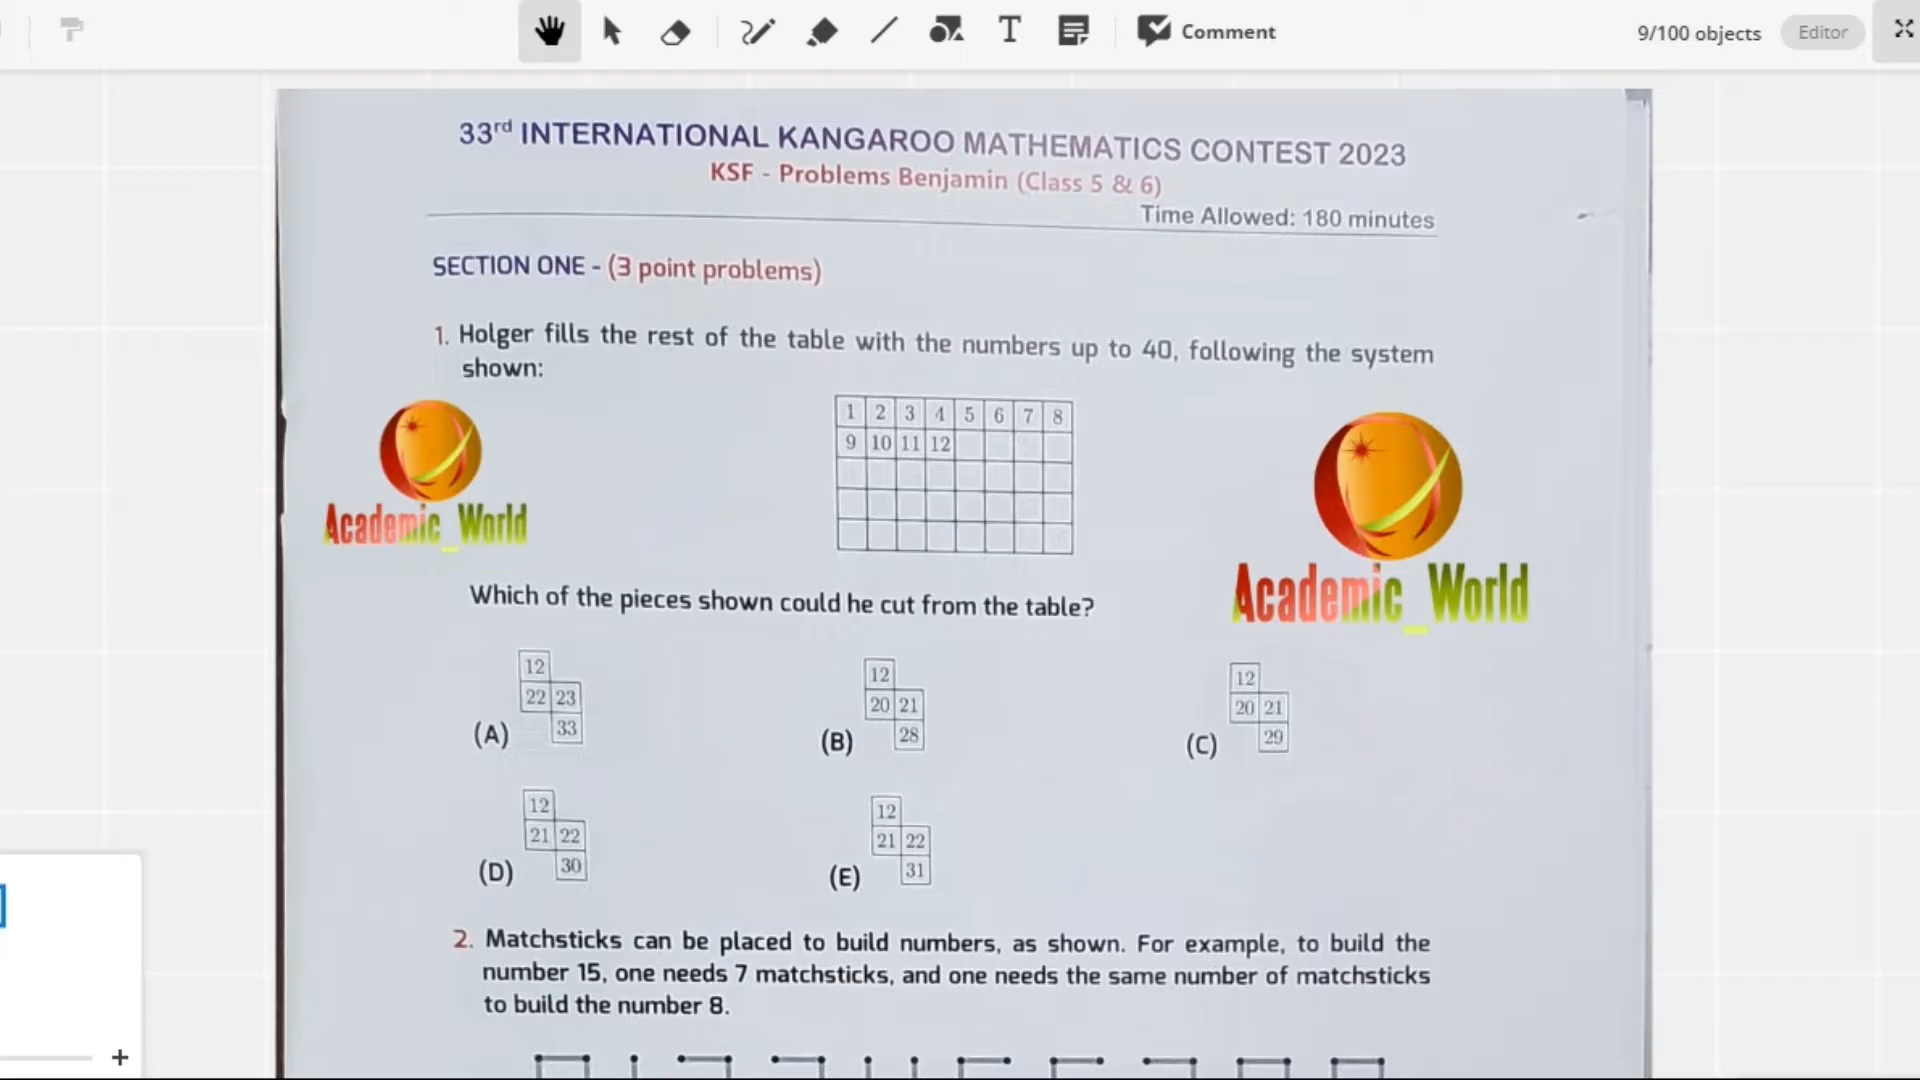 Comment
9/100 objects
Editor
33rd INTERNATIONAL KANGAROO MATHEMATICS CONTEST 2023
KSF - Problems Benjamin (Class 5 & 6)
Time Allowed: 180 minutes
SECTION ONE - (3 point problems)
1. Holger fills the rest of the table with the numbers up to 40, following the system
shown:
1 2 3 4 5 6 7 8
9 10 11 12
Academic_World
Academic_World
Which of the pieces shown could he cut from the table?
(A)
12
22 23
33
(B)
12
20 21
28
(C)
12
20 21
29
(D)
12
21 22
30
(E)
12
21 22
31
2. Matchsticks can be placed to build numbers, as shown. For example, to build the
number 15, one needs 7 matchsticks, and one needs the same number of matchsticks
to build the number 8.